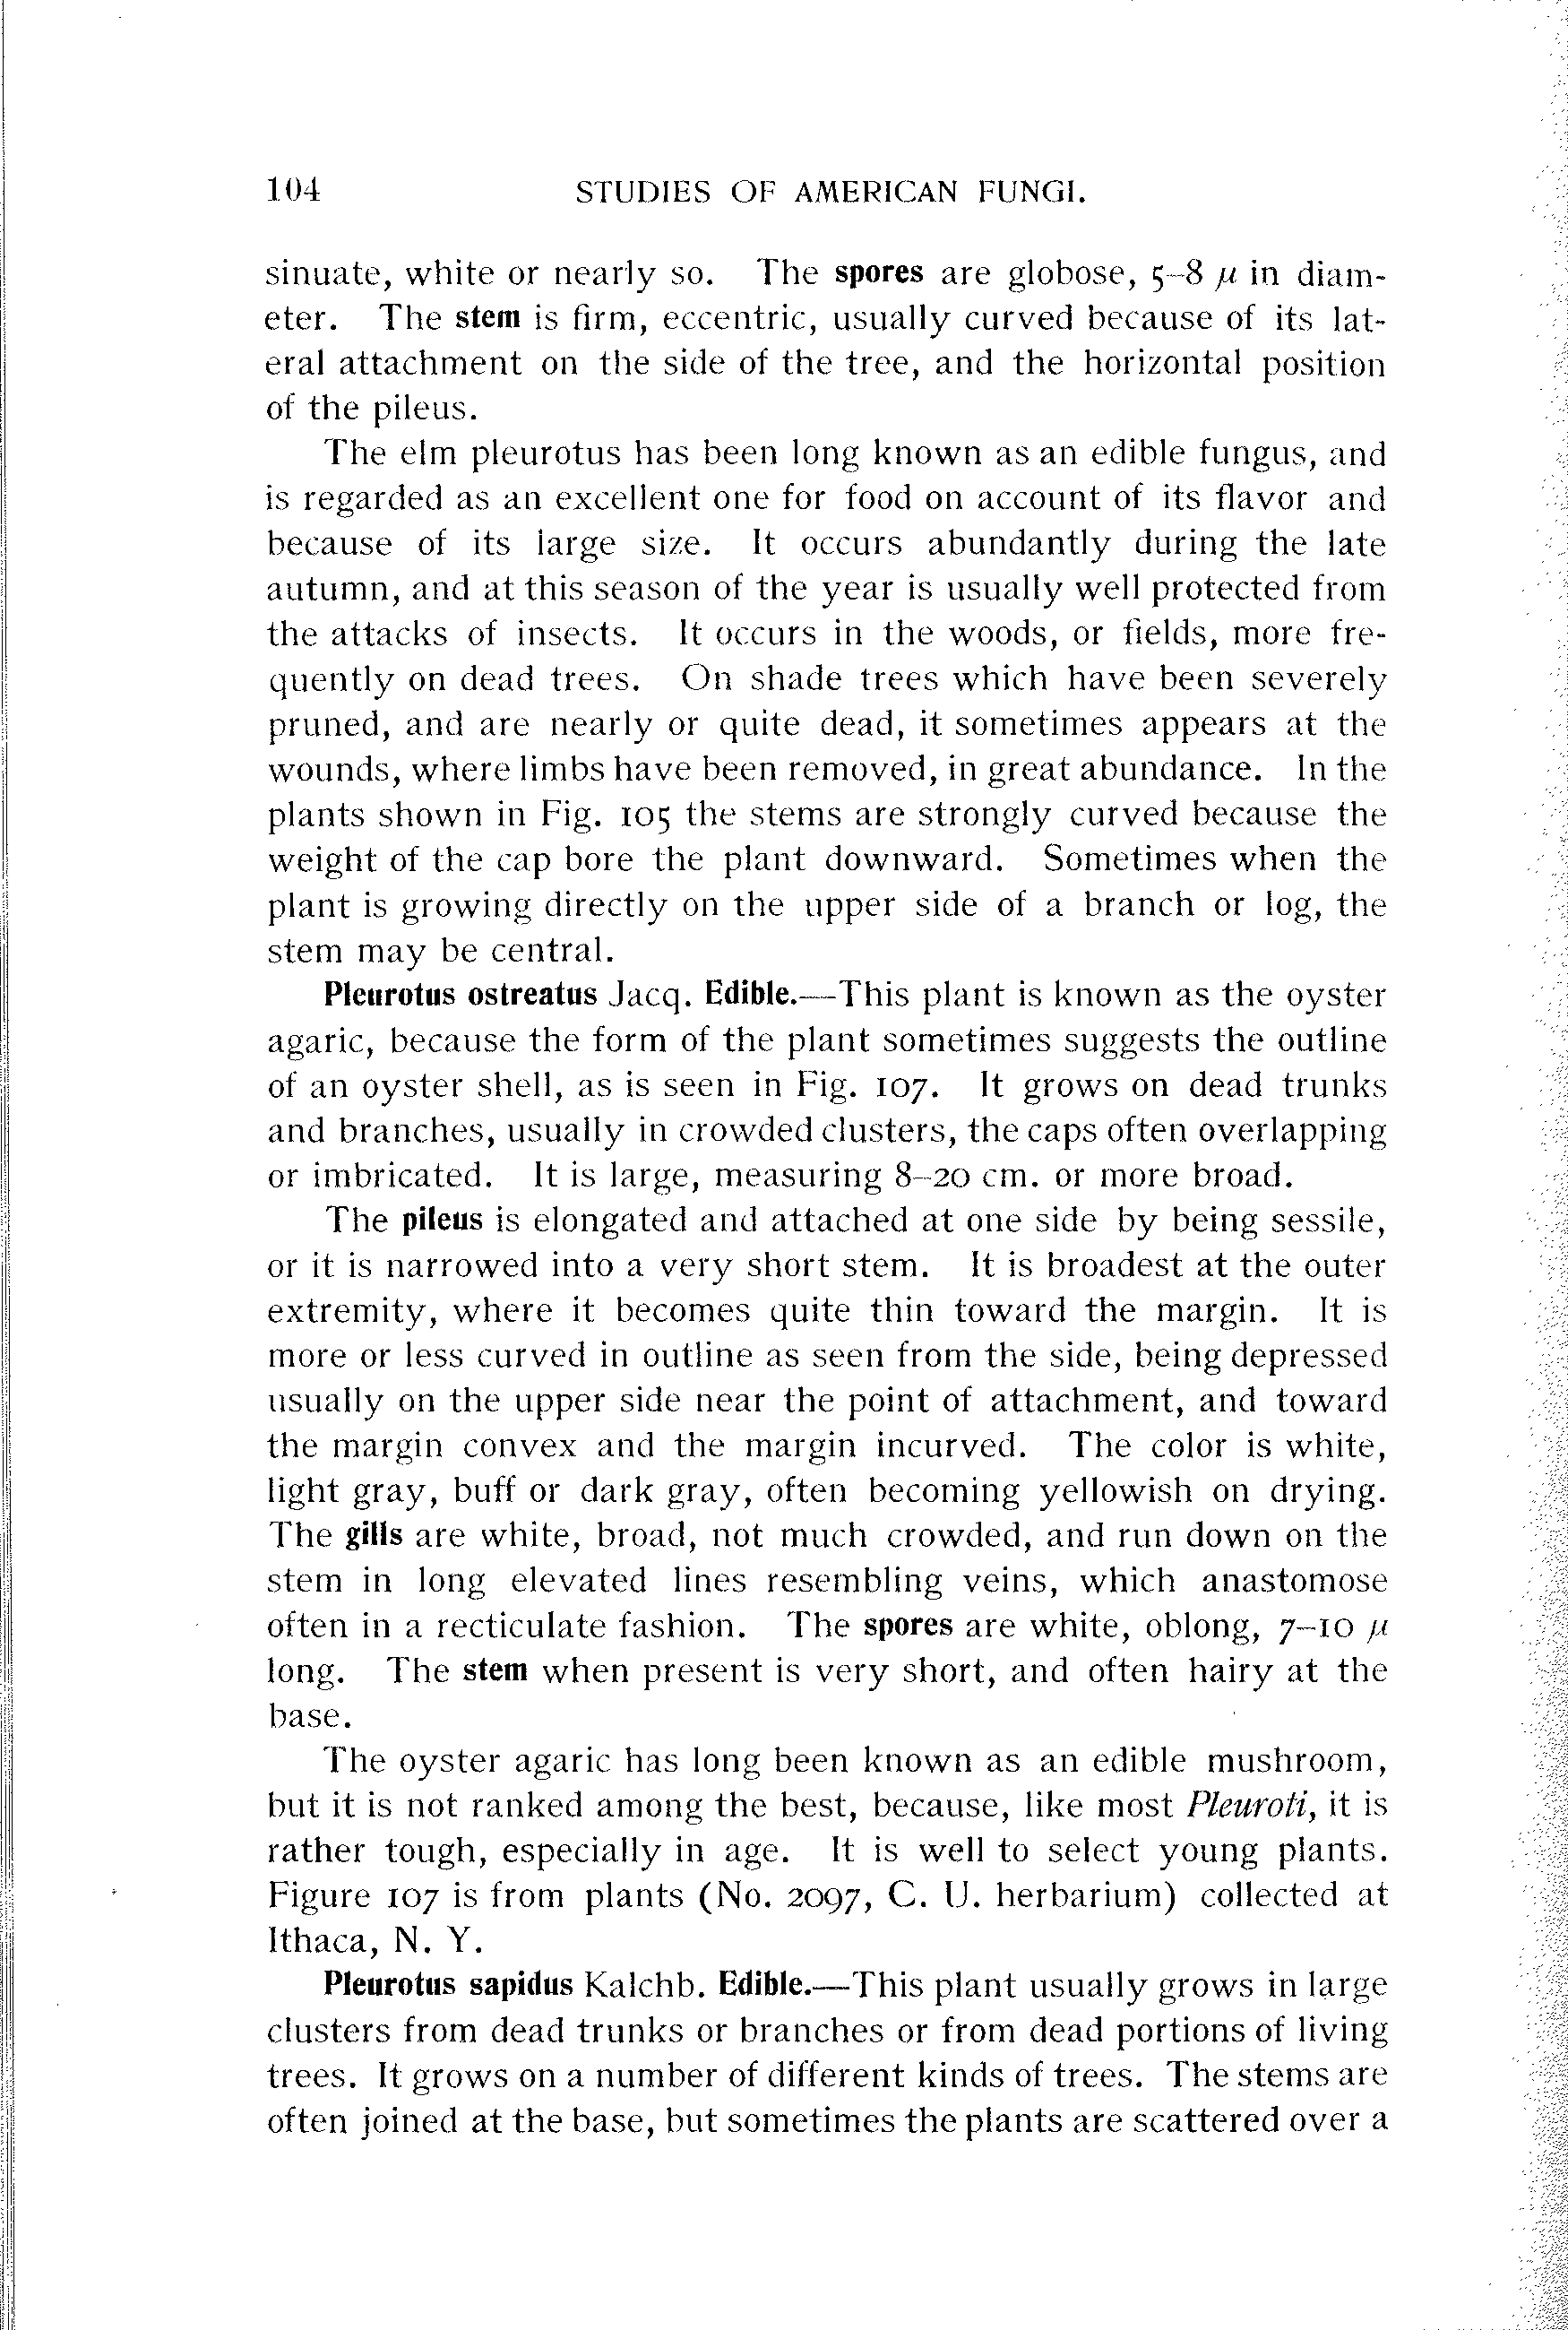 104 STUDIES OF AMERICAN FUNGI.
sinuate, white or nearly so. The spores are globose, 5–8 μ in diam-
eter. The stem is firm, eccentric, usually curved because of its lat-
eral attachment on the side of the tree, and the horizontal position
of the pileus.
The elm pleurotus has been long known as an edible fungus, and
is regarded as an excellent one for food on account of its flavor and
because of its large size. It occurs abundantly during the late
autumn, and at this season of the year is usually well protected from
the attacks of insects. It occurs in the woods, or fields, more fre-
quently on dead trees. On shade trees which have been severely
pruned, and are nearly or quite dead, it sometimes appears at the
wounds, where limbs have been removed, in great abundance. In the
plants shown in Fig. 105 the stems are strongly curved because the
weight of the cap bore the plant downward. Sometimes when the
plant is growing directly on the upper side of a branch or log, the
stem may be central.
Pleurotus ostreatus Jacq. Edible.—This plant is known as the oyster
agaric, because the form of the plant sometimes suggests the outline
of an oyster shell, as is seen in Fig. 107. It grows on dead trunks
and branches, usually in crowded clusters, the caps often overlapping
or imbricated. It is large, measuring 8–20 cm. or more broad.
The pileus is elongated and attached at one side by being sessile,
or it is narrowed into a very short stem. It is broadest at the outer
extremity, where it becomes quite thin toward the margin. It is
more or less curved in outline as seen from the side, being depressed
usually on the upper side near the point of attachment, and toward
the margin convex and the margin incurved. The color is white,
light gray, buff or dark gray, often becoming yellowish on drying.
The gills are white, broad, not much crowded, and run down on the
stem in long elevated lines resembling veins, which anastomose
often in a recticulate fashion. The spores are white, oblong, 7–10 μ
long. The stem when present is very short, and often hairy at the
base.
The oyster agaric has long been known as an edible mushroom,
but it is not ranked among the best, because, like most Pleuroti, it is
rather tough, especially in age. It is well to select young plants.
Figure 107 is from plants (No. 2097, C. U. herbarium) collected at
Ithaca, N. Y.
Pleurotus sapidus Kalchb. Edible.—This plant usually grows in large
clusters from dead trunks or branches or from dead portions of living
trees. It grows on a number of different kinds of trees. The stems are
often joined at the base, but sometimes the plants are scattered over a